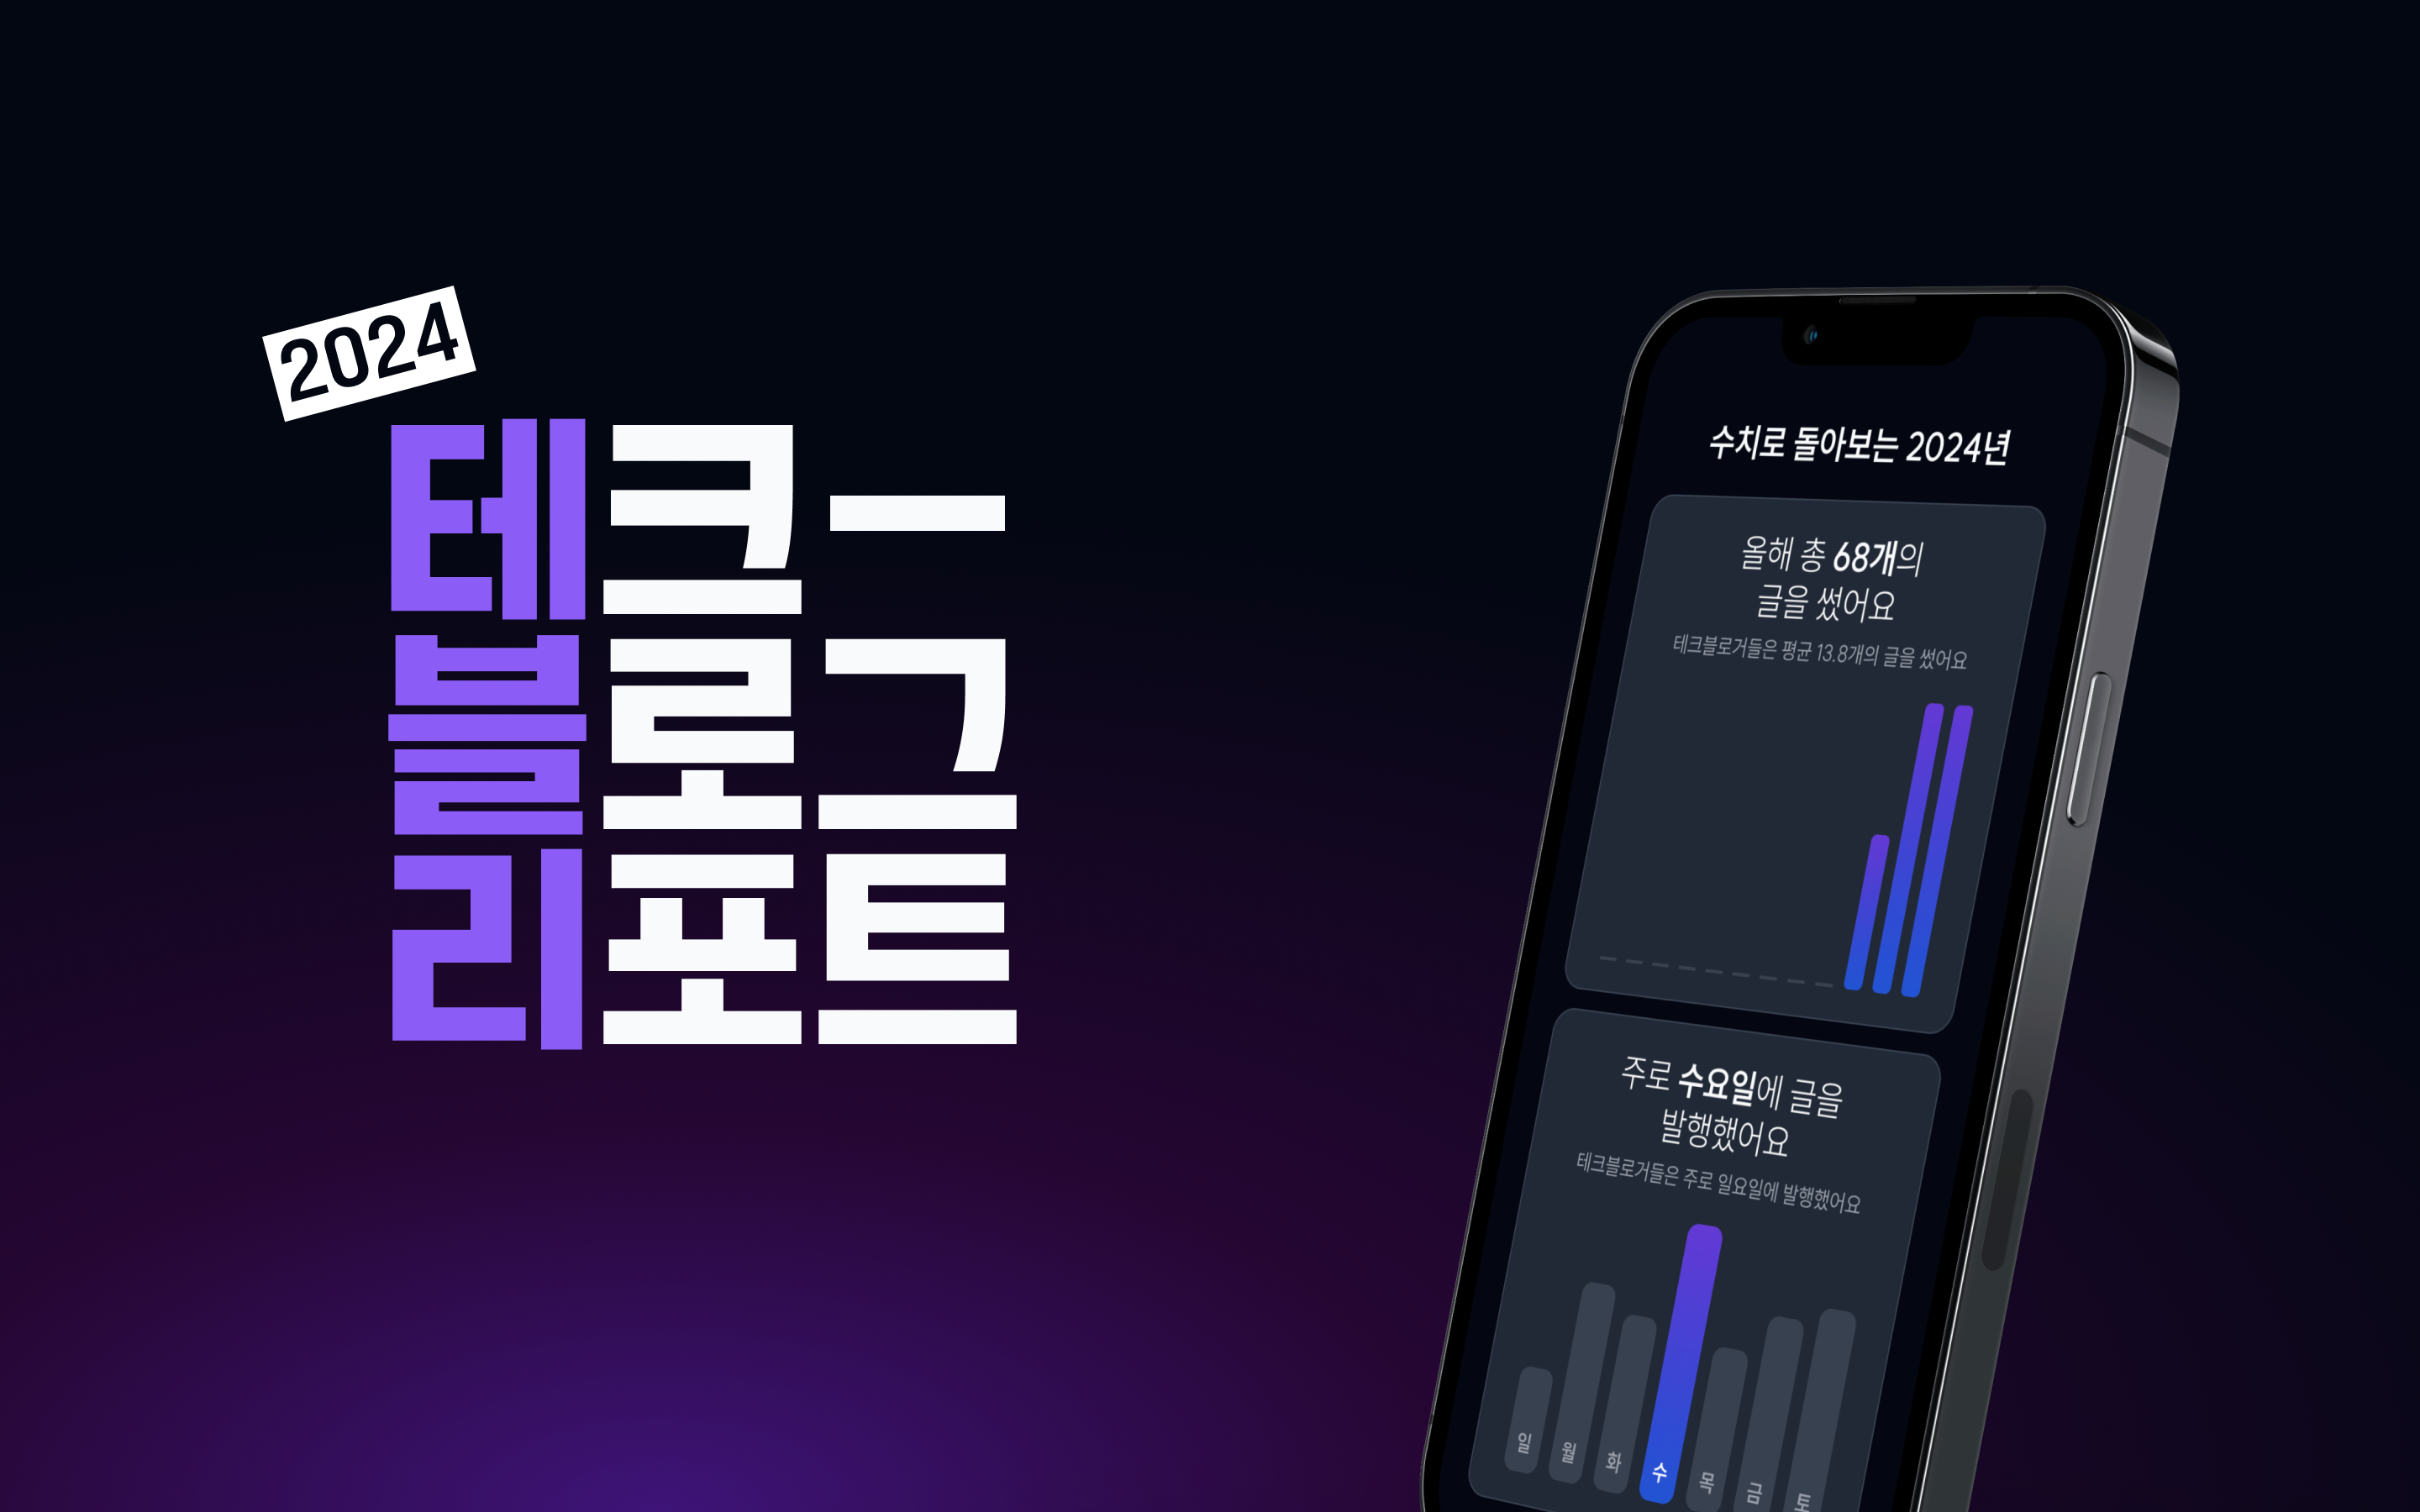 2024
테크–
블로그
리포트
수치로 돌아보는 2024년
올해 총 68개의
글을 썼어요
테크블로거들은 평균 13.8개의 글을 썼어요
주로 수요일에 글을
발행했어요
테크블로거들은 주로 일요일에 발행했어요
일 월 화 수 목 금 토